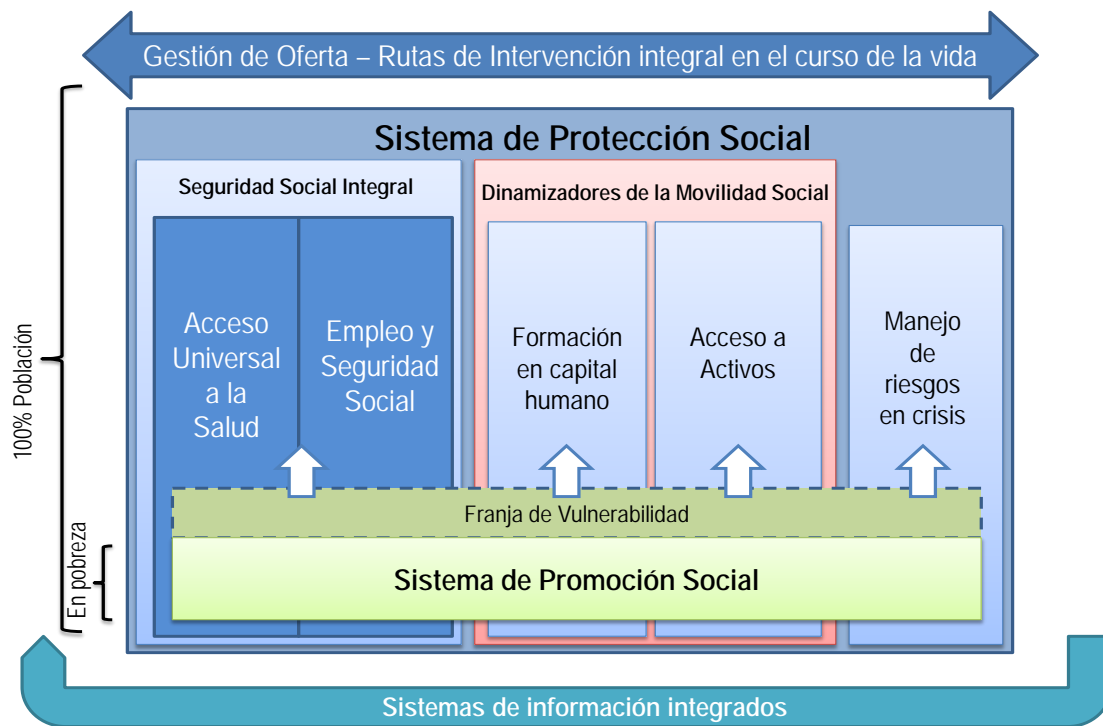 Gestión de Oferta – Rutas de Intervención integral en el curso de la vida
Sistema de Protección Social
Seguridad Social Integral
Dinamizadores de la Movilidad Social
Acceso
Universal
a la
Salud
Empleo y
Seguridad
Social
Formación
en capital
humano
Acceso a
Activos
Manejo
de
riesgos
en crisis
100% Población
En pobreza
Franja de Vulnerabilidad
Sistema de Promoción Social
Sistemas de información integrados